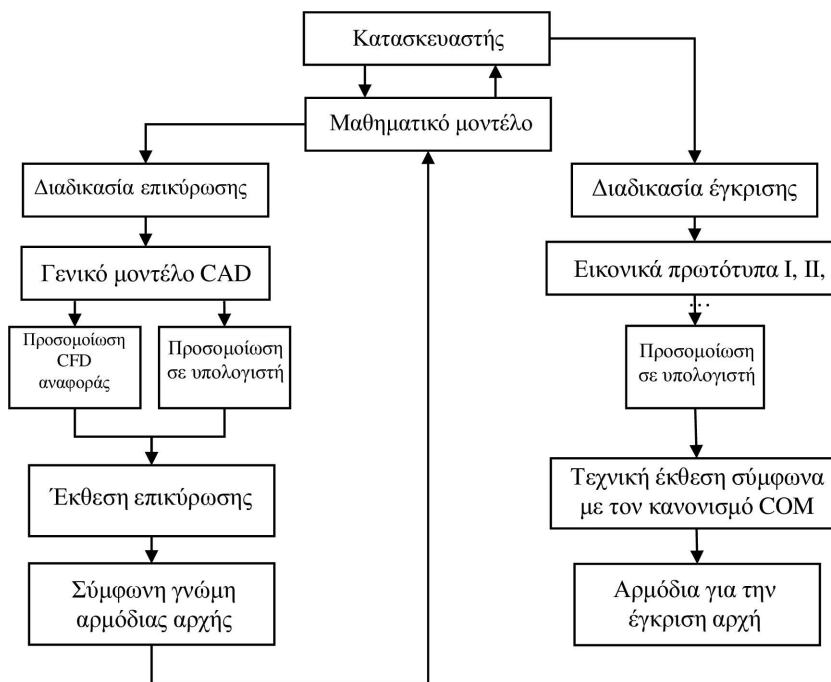 Κατασκευαστής
Μαθηματικό μοντέλο
Διαδικασία επικύρωσης
Γενικό μοντέλο CAD
Προσομοίωση
CFD
αναφοράς
Προσομοίωση
σε υπολογιστή
Έκθεση επικύρωσης
Σύμφωνη γνώμη
αρμόδιας αρχής
Διαδικασία έγκρισης
Εικονικά πρωτότυπα I, II,
...
Προσομοίωση
σε υπολογιστή
Τεχνική έκθεση σύμφωνα
με τον κανονισμό COM
Αρμόδια για την
έγκριση αρχή